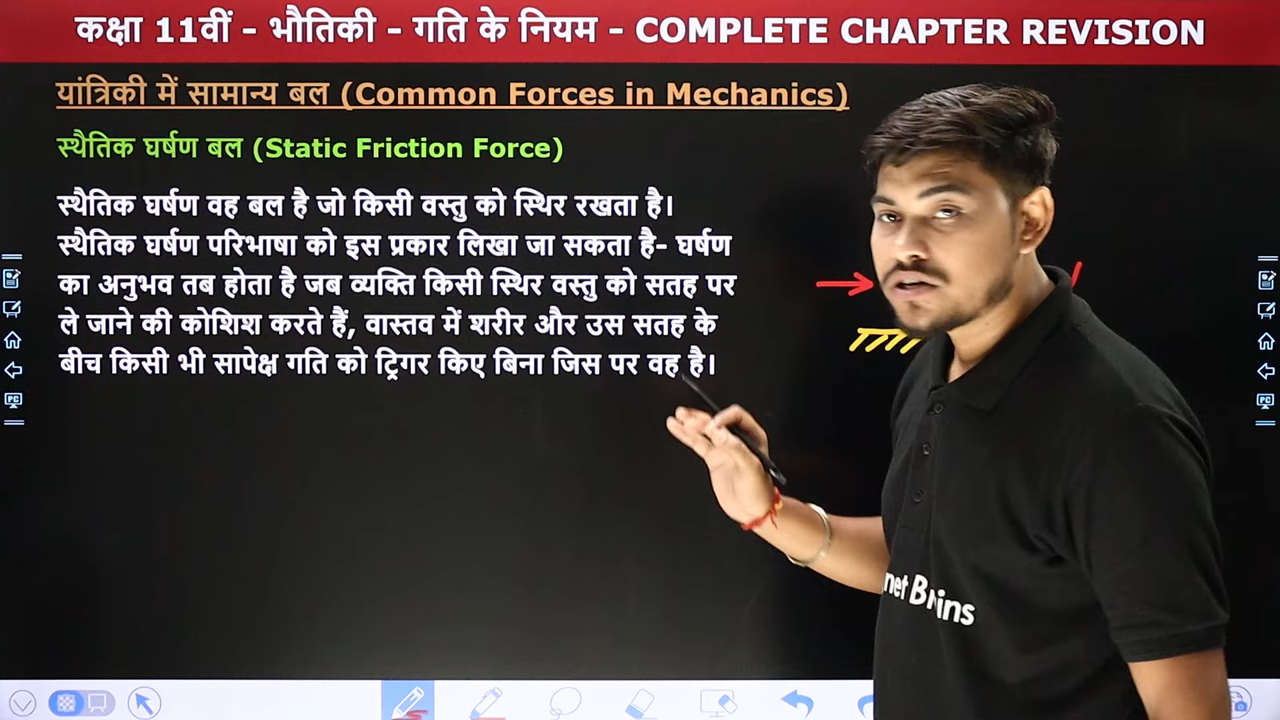 कक्षा 11वीं - भौतिकी - गति के नियम - COMPLETE CHAPTER REVISION
यांत्रिकी में सामान्य बल (Common Forces in Mechanics)
स्थैतिक घर्षण बल (Static Friction Force)
स्थैतिक घर्षण वह बल है जो किसी वस्तु को स्थिर रखता है।
स्थैतिक घर्षण परिभाषा को इस प्रकार लिखा जा सकता है- घर्षण
का अनुभव तब होता है जब व्यक्ति किसी स्थिर वस्तु को सतह पर
ले जाने की कोशिश करते हैं, वास्तव में शरीर और उस सतह के
बीच किसी भी सापेक्ष गति को ट्रिगर किए बिना जिस पर वह है।
PC
PC